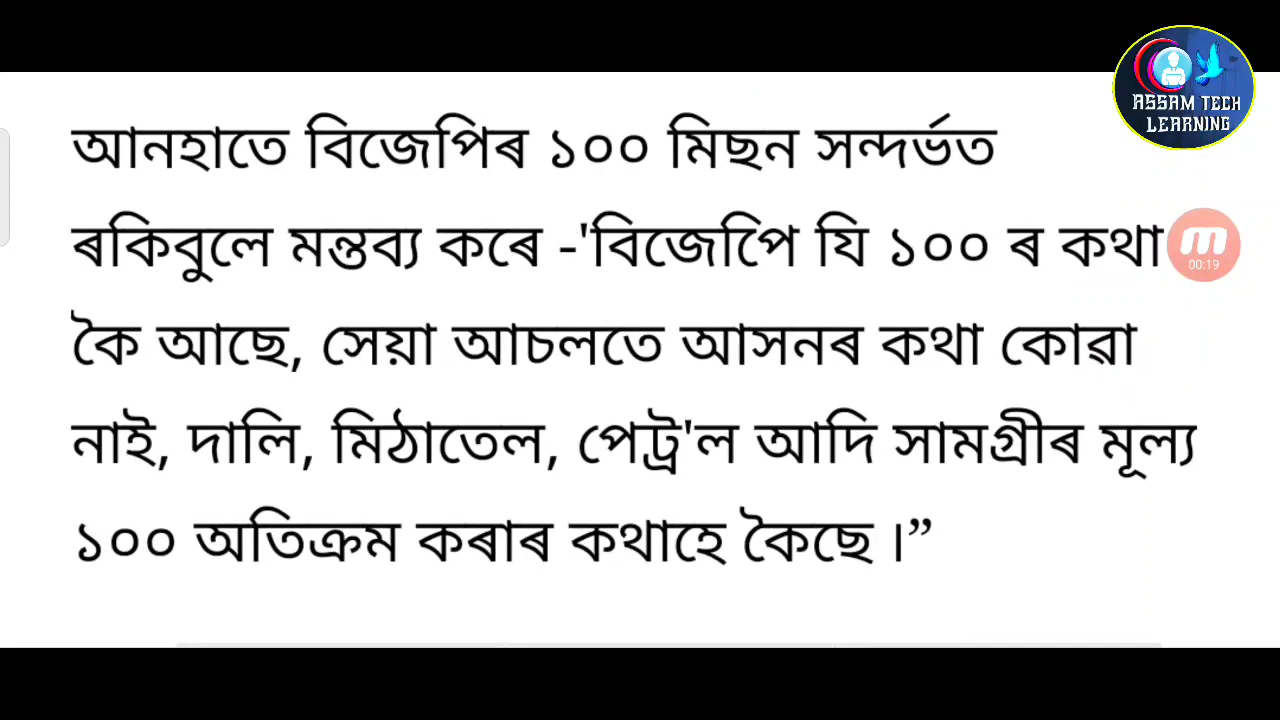 ASSAM TECH
LEARNING
আনহাতে বিজেপিৰ ১০০ মিছন সন্দৰ্ভত
ৰকিবুলে মন্তব্য কৰে -'বিজেপিে যি ১০০ ৰ কথা
00:19
কৈ আছে, সেয়া আচলতে আসনৰ কথা কোৱা
নাই, দালি, মিঠাতেল, পেট্ৰ'ল আদি সামগ্ৰীৰ মূল্য
১০০ অতিক্ৰম কৰাৰ কথাহে কৈছে ।”